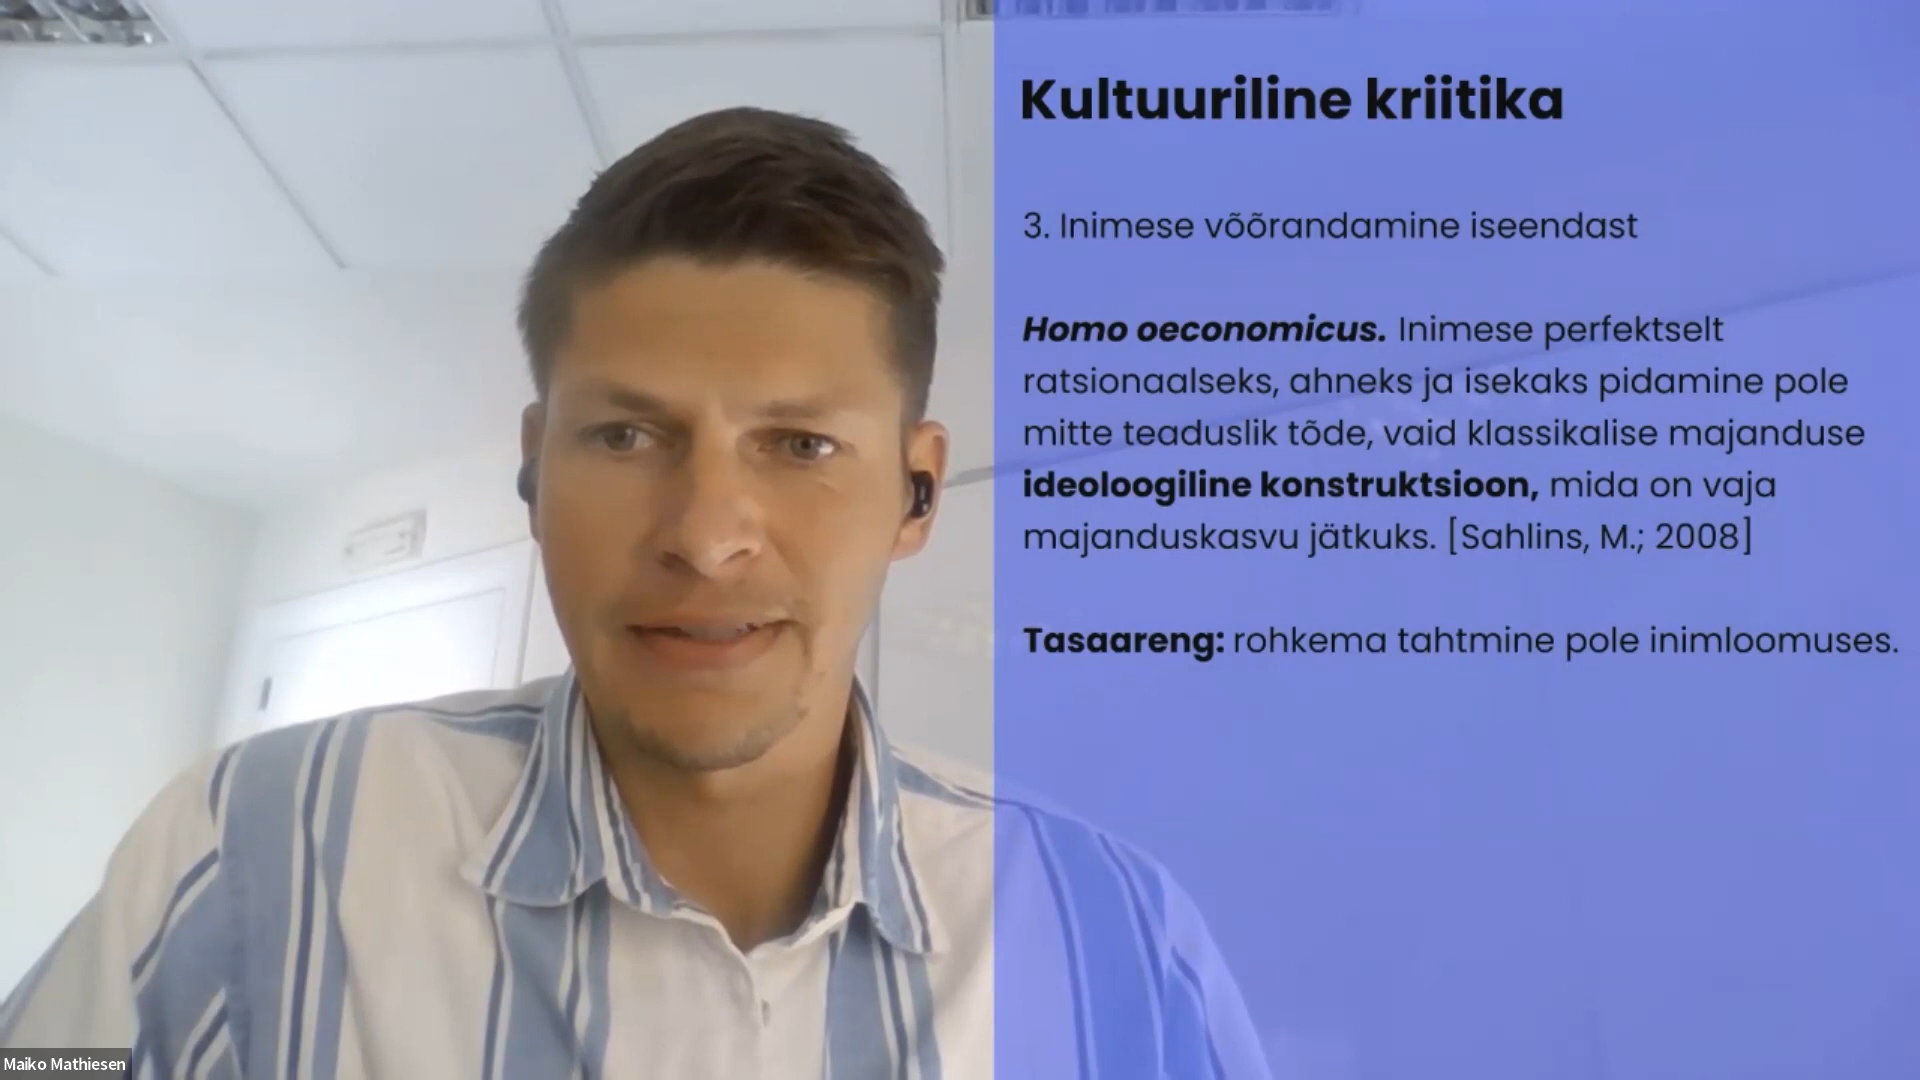 Kultuuriline kriitika
3. Inimese võõrandamine iseendast
Homo oeconomicus. Inimese perfektselt
ratsionaalseks, ahneks ja isekaks pidamine pole
mitte teaduslik tõde, vaid klassikalise majanduse
ideoloogiline konstruktsioon, mida on vaja
majanduskasvu jätkuks. [Sahlins, M.; 2008]
Tasaareng: rohkema tahtmine pole inimloomuses.
Maiko Mathiesen